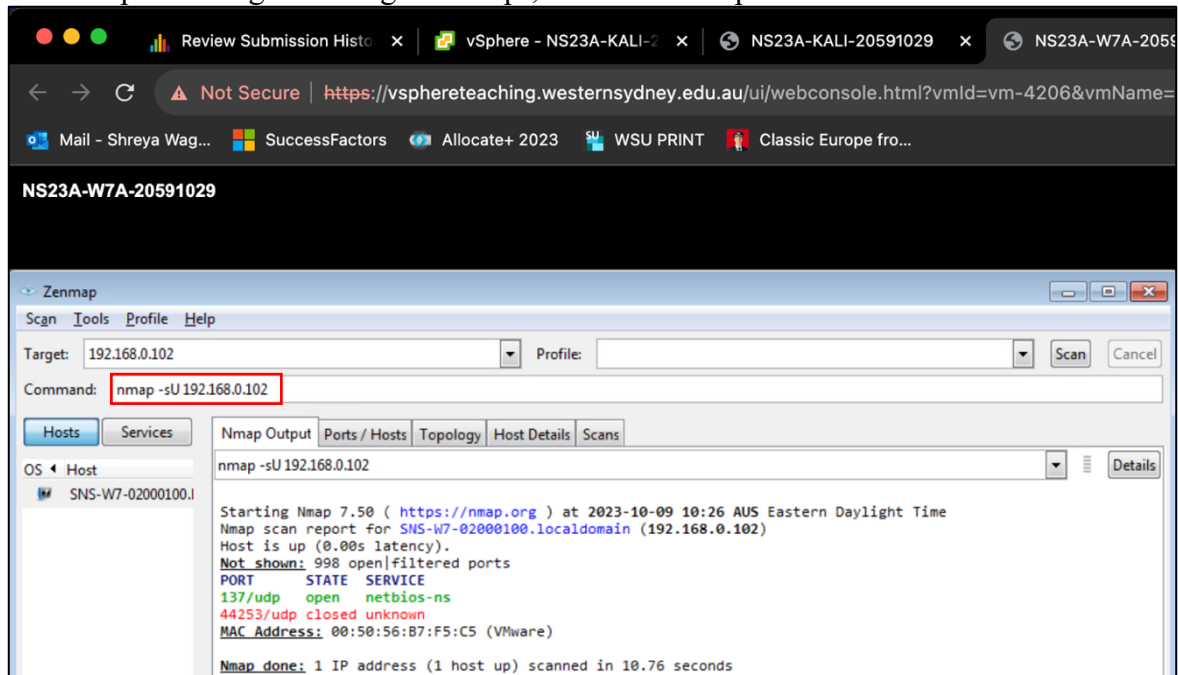 Review Submission Histo
vSphere - NS23A-KALI-2
NS23A-KALI-20591029
NS23A-W7A-2059
Not Secure | https://vsphereteaching.westernsydney.edu.au/ui/webconsole.html?vmId=vm-4206&vmName=
Mail - Shreya Wag... SuccessFactors Allocate+ 2023 WSU PRINT Classic Europe fro...
NS23A-W7A-20591029
Zenmap
Scan Tools Profile Help
Target: 192.168.0.102 Profile: Scan Cancel
Command: nmap -sU 192.168.0.102
Hosts Services Nmap Output Ports / Hosts Topology Host Details Scans
OS Host nmap -sU 192.168.0.102 Details
SNS-W7-02000100.l
Starting Nmap 7.50 ( https://nmap.org ) at 2023-10-09 10:26 AUS Eastern Daylight Time
Nmap scan report for SNS-W7-02000100.localdomain (192.168.0.102)
Host is up (0.00s latency).
Not shown: 998 open|filtered ports
PORT STATE SERVICE
137/udp open netbios-ns
44253/udp closed unknown
MAC Address: 00:50:56:B7:F5:C5 (VMware)
Nmap done: 1 IP address (1 host up) scanned in 10.76 seconds